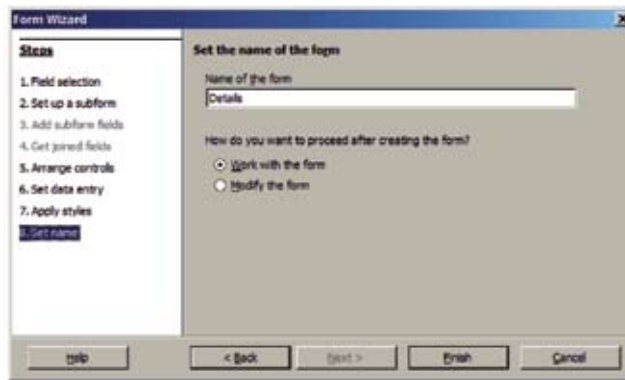 Form Wizard
Steps
1. Field selection
2. Set up a subform
3. Add subform fields
4. Get joined fields
5. Arrange controls
6. Set data entry
7. Apply styles
8. Set name
Set the name of the form
Name of the form
Details
How do you want to proceed after creating the form?
Work with the form
Modify the form
Help
< Back
Next >
Finish
Cancel